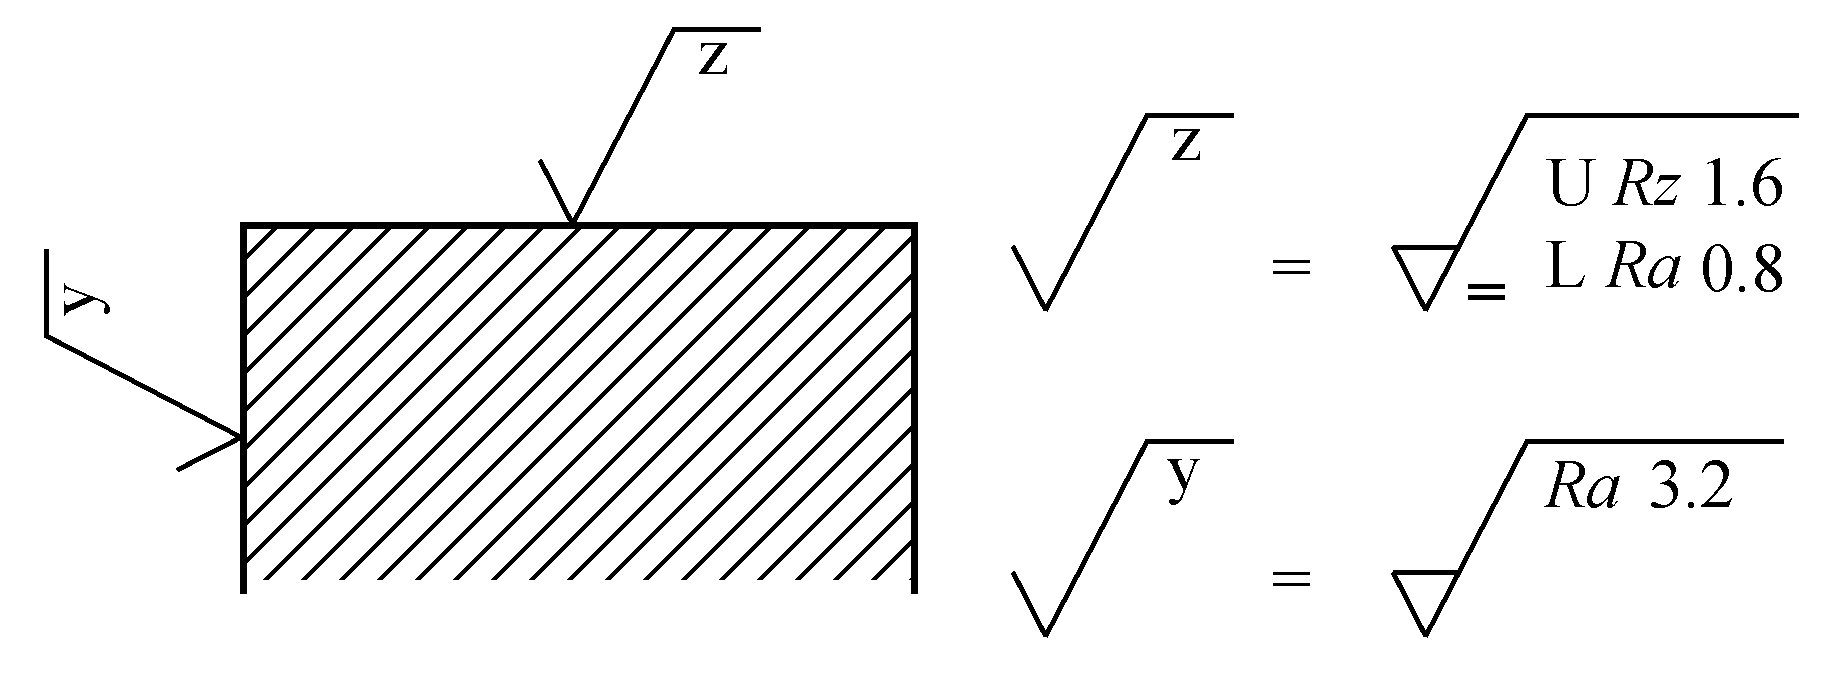 z
y
z
=
U Rz 1.6
L Ra 0.8
=
y
=
Ra 3.2